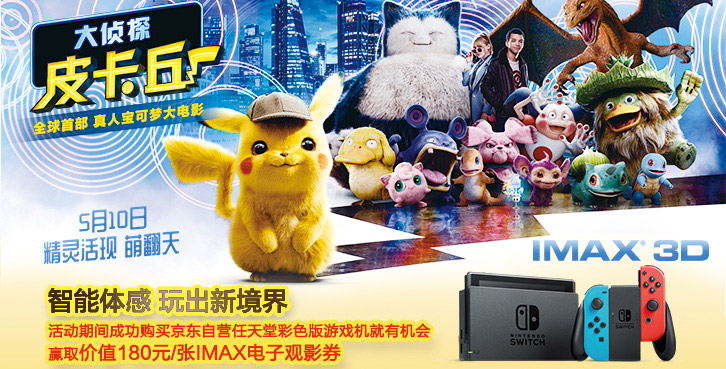 大侦探
皮卡丘
全球首部 真人宝可梦大电影
5月10日
精灵活现 萌翻天
IMAX® 3D
智能体感 玩出新境界
活动期间成功购买京东自营任天堂彩色版游戏机就有机会
赢取价值180元/张IMAX电子观影券
NINTENDO
SWITCH